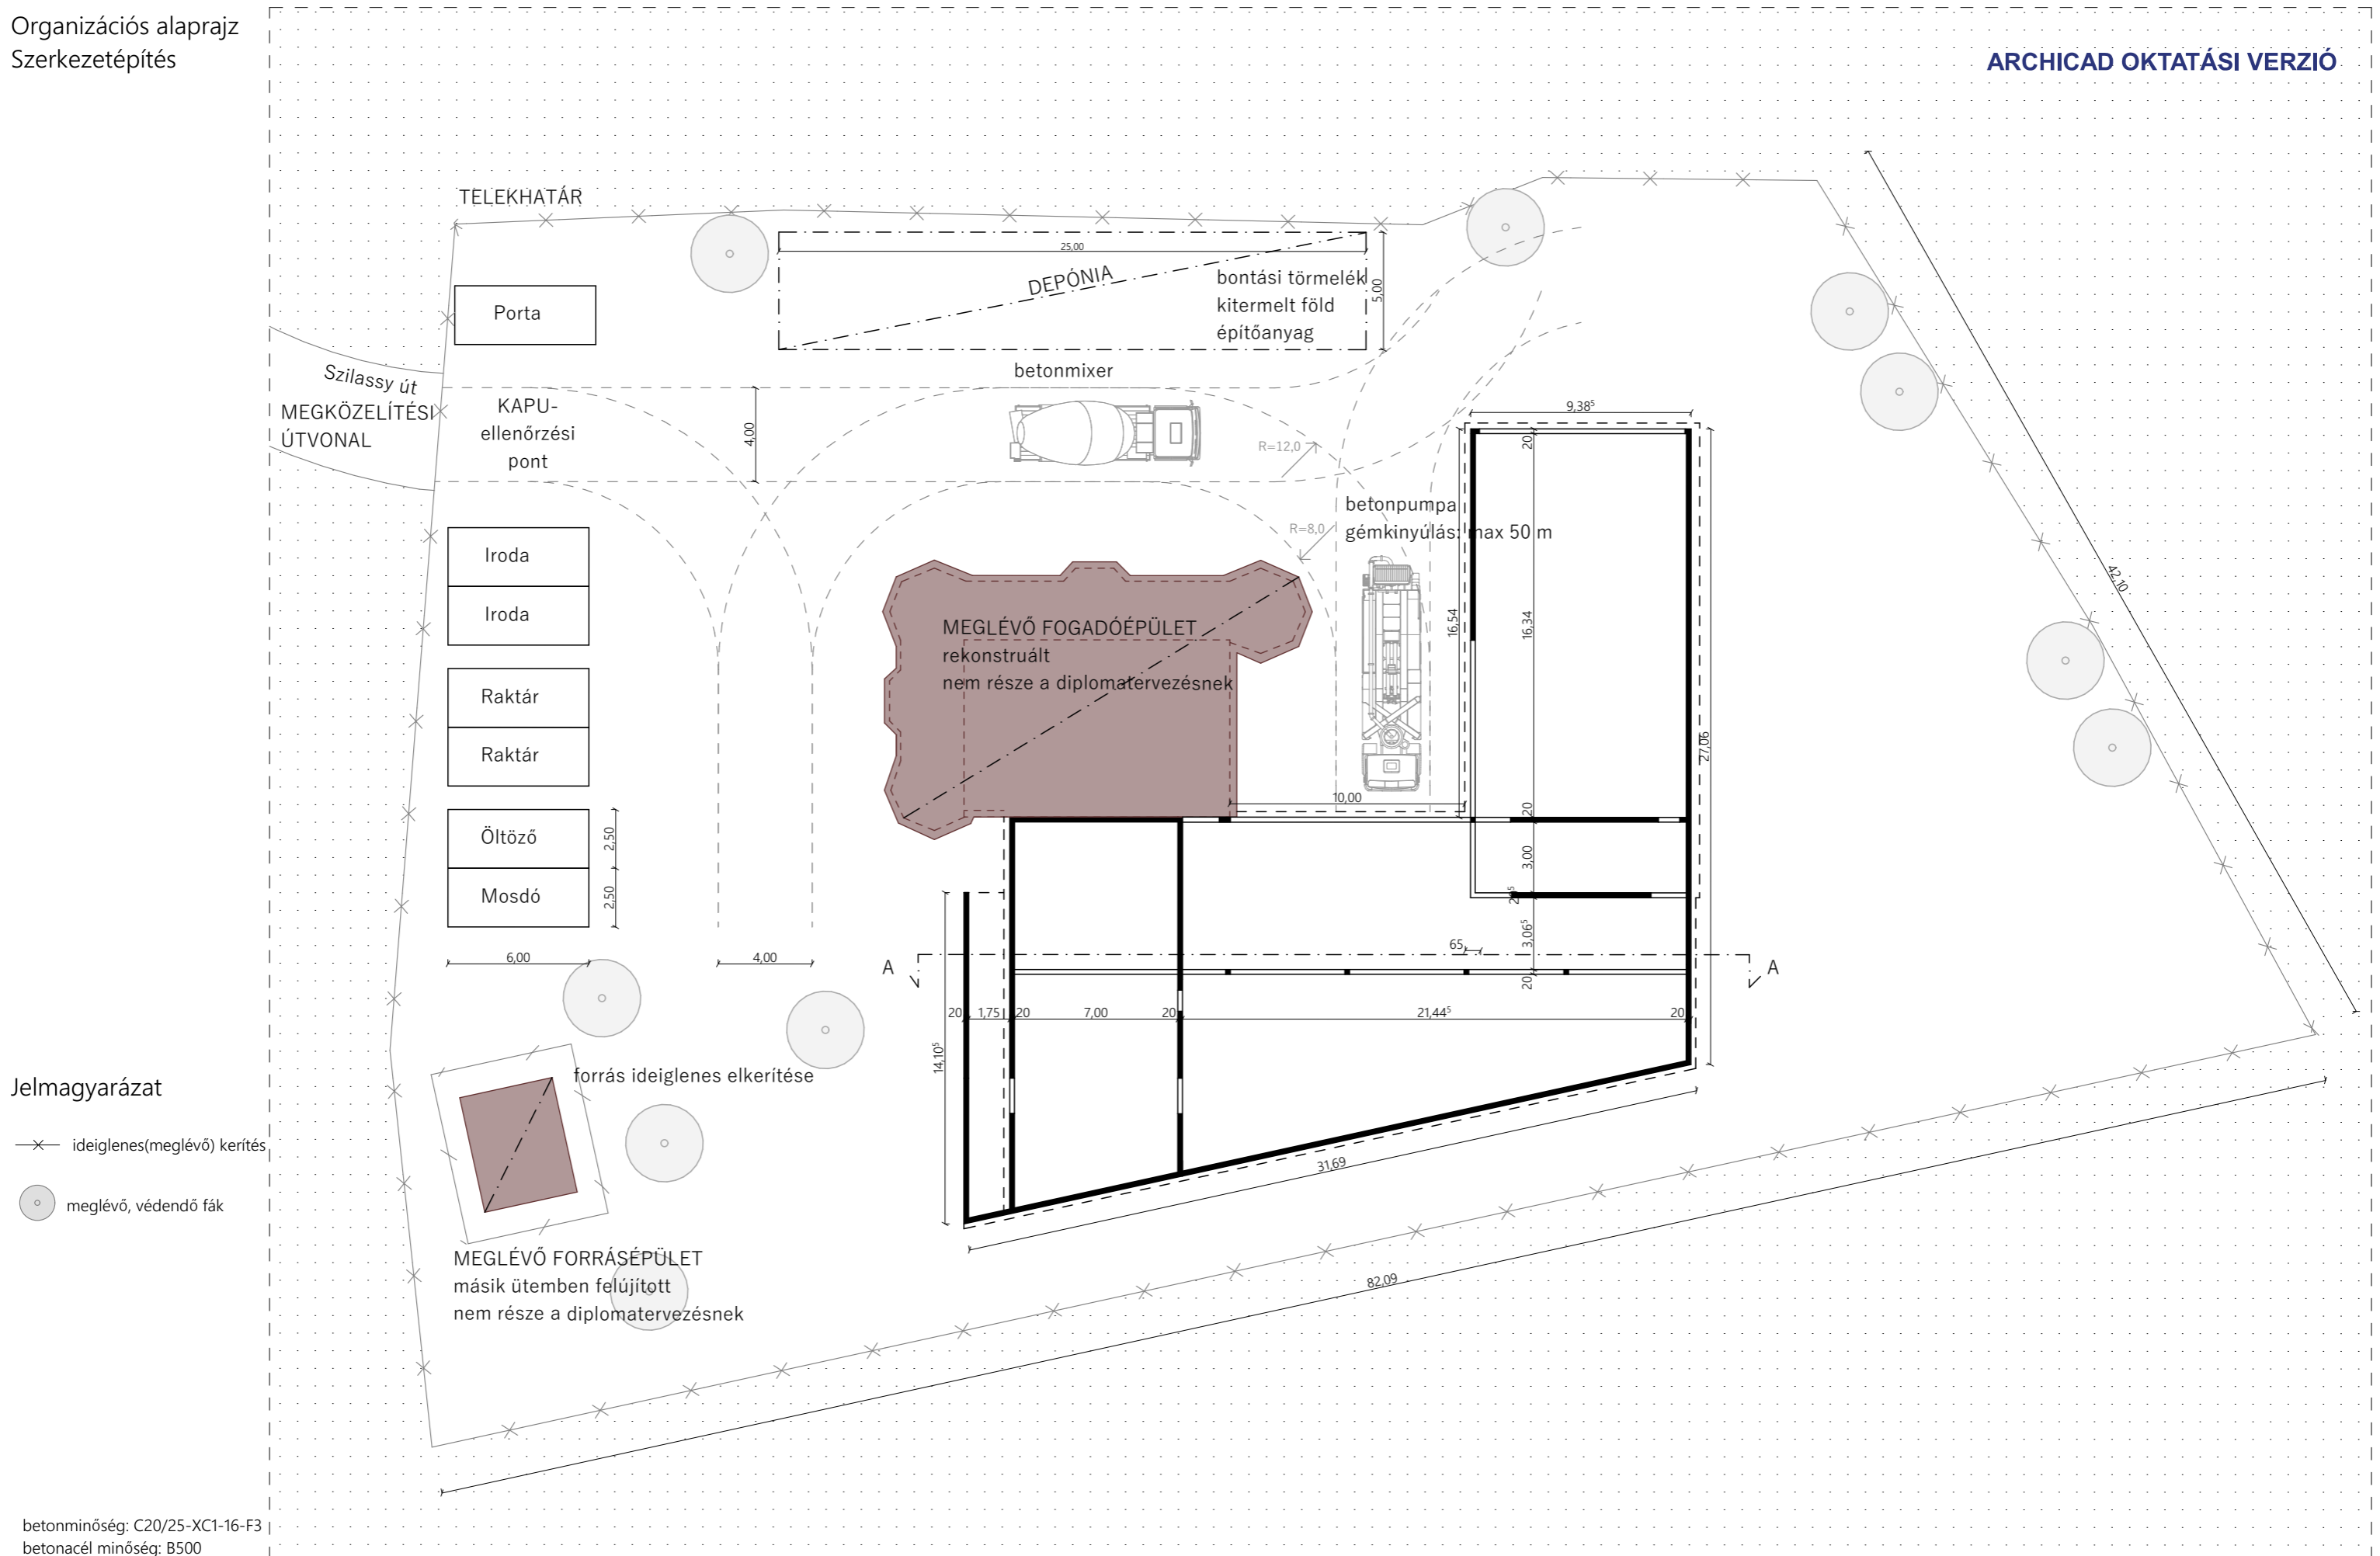 Organizációs alaprajz
Szerkezetépítés
ARCHICAD OKTATÁSI VERZIÓ
TELEKHATÁR
25,00
DEPÓNIA
bontási törmelék
kitermelt föld
építőanyag
5,00
Porta
Szilassy út
MEGKÖZELÍTÉSI
ÚTVONAL
KAPU-
ellenőrzési
pont
4,00
betonmixer
R=12,0
R=8,0
betonpumpa
gémkinyúlás: max 50 m
9,38⁵
20
16,54
16,34
27,06
42,10
Iroda
Iroda
Raktár
Raktár
Öltöző
Mosdó
2,50
2,50
6,00
4,00
MEGLÉVŐ FOGADÓÉPÜLET
rekonstruált
nem része a diplomatervezésnek
10,00
20
3,00
20⁵
3,06⁵
65
20
A
A
20
1,75
20
7,00
20
21,44⁵
20
14,10⁵
31,69
82,09
forrás ideiglenes elkerítése
MEGLÉVŐ FORRÁSÉPÜLET
másik ütemben felújított
nem része a diplomatervezésnek
Jelmagyarázat
ideiglenes(meglévő) kerítés
meglévő, védendő fák
betonminőség: C20/25-XC1-16-F3
betonacél minőség: B500